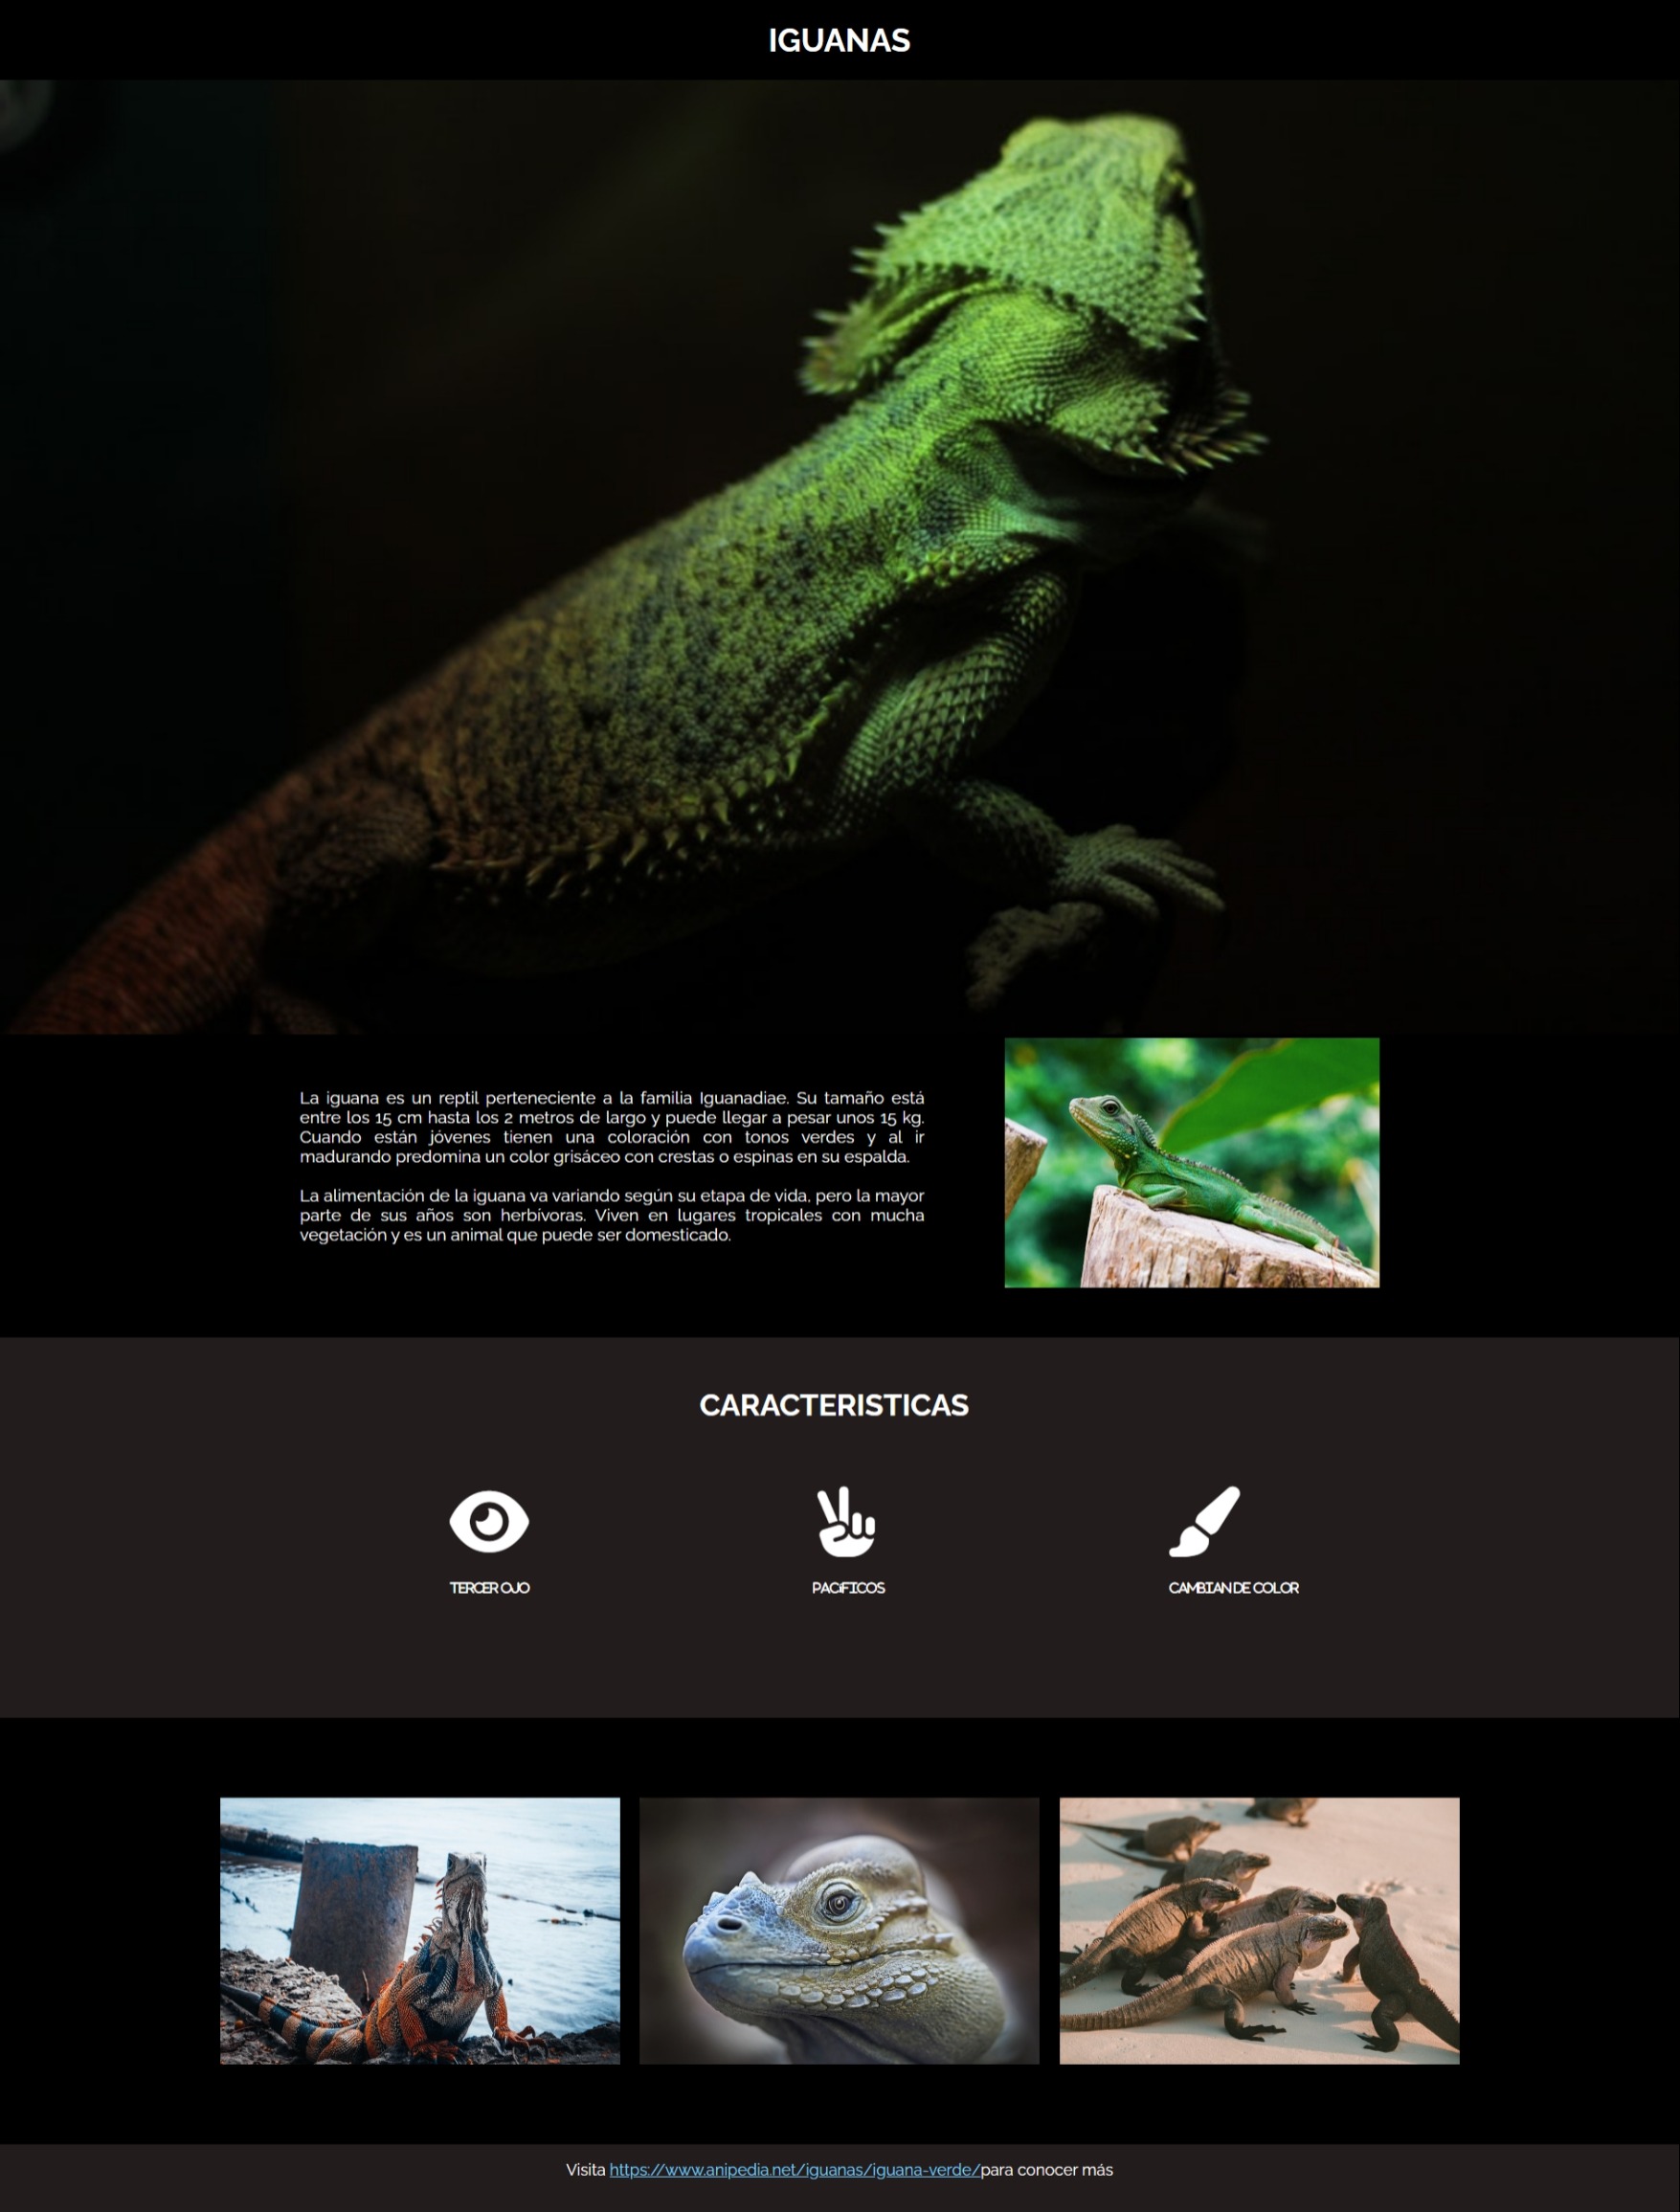 IGUANAS
La iguana es un reptil perteneciente a la familia Iguanadiae. Su tamaño está
entre los 15 cm hasta los 2 metros de largo y puede llegar a pesar unos 15 kg.
Cuando están jóvenes tienen una coloración con tonos verdes y al ir
madurando predomina un color grisáceo con crestas o espinas en su espalda.
La alimentación de la iguana va variando según su etapa de vida, pero la mayor
parte de sus años son herbívoras. Viven en lugares tropicales con mucha
vegetación y es un animal que puede ser domesticado.
CARACTERISTICAS
TERCER OJO
PACIFICOS
CAMBIAN DE COLOR
Visita https://www.anipedia.net/iguanas/iguana-verde/para conocer más